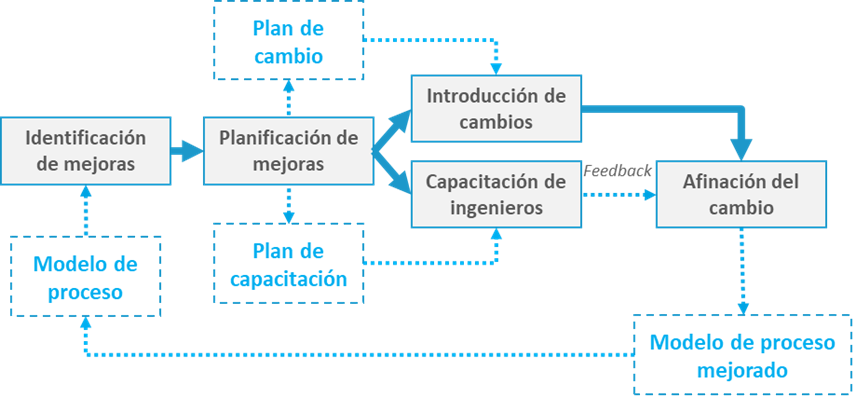 Plan de
cambio
Introducción de
cambios
Identificación
de mejoras
Planificación de
mejoras
Capacitación de
ingenieros
Feedback
Afinación del
cambio
Modelo de
proceso
Plan de
capacitación
Modelo de proceso
mejorado